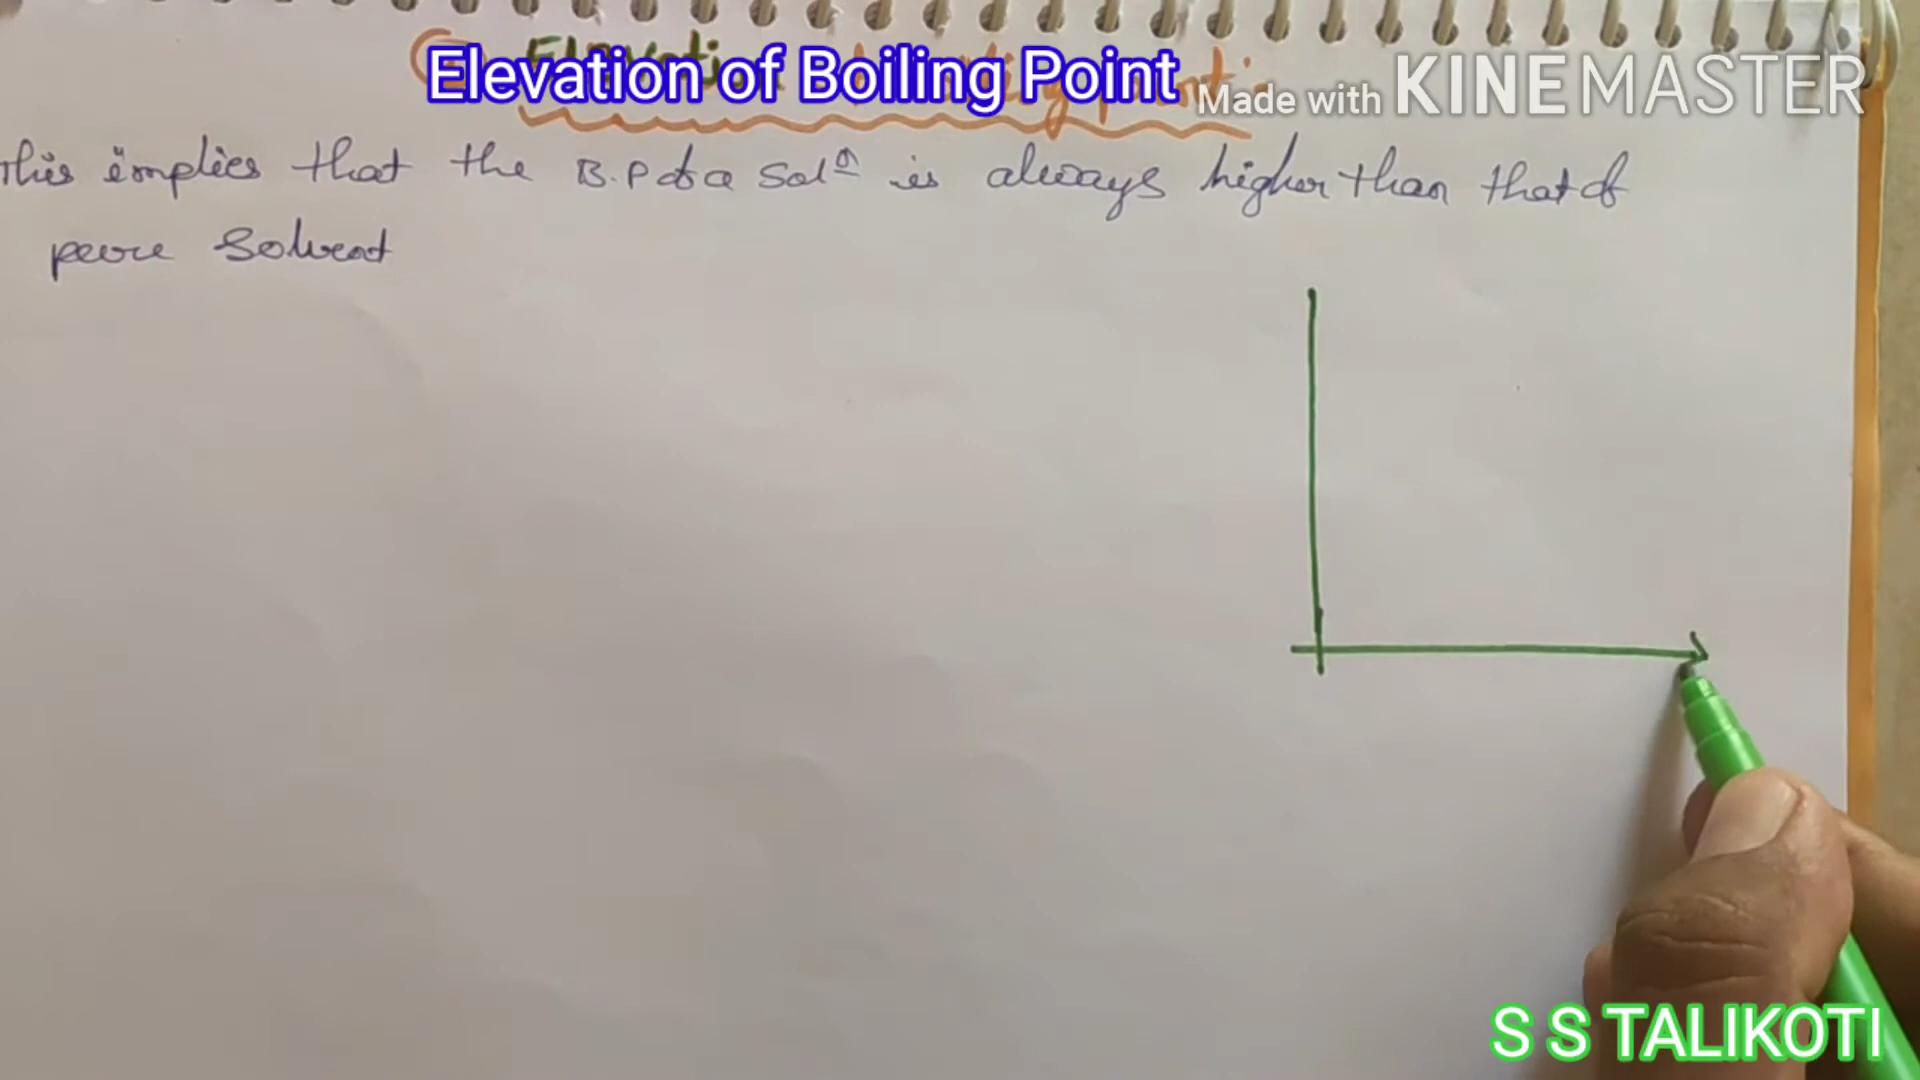 Elevation of Boiling Point
Made with KINEMASTER
This implies that the B.P of a Solⁿ is always higher than that of
pure Solvent
S S TALIKOTI